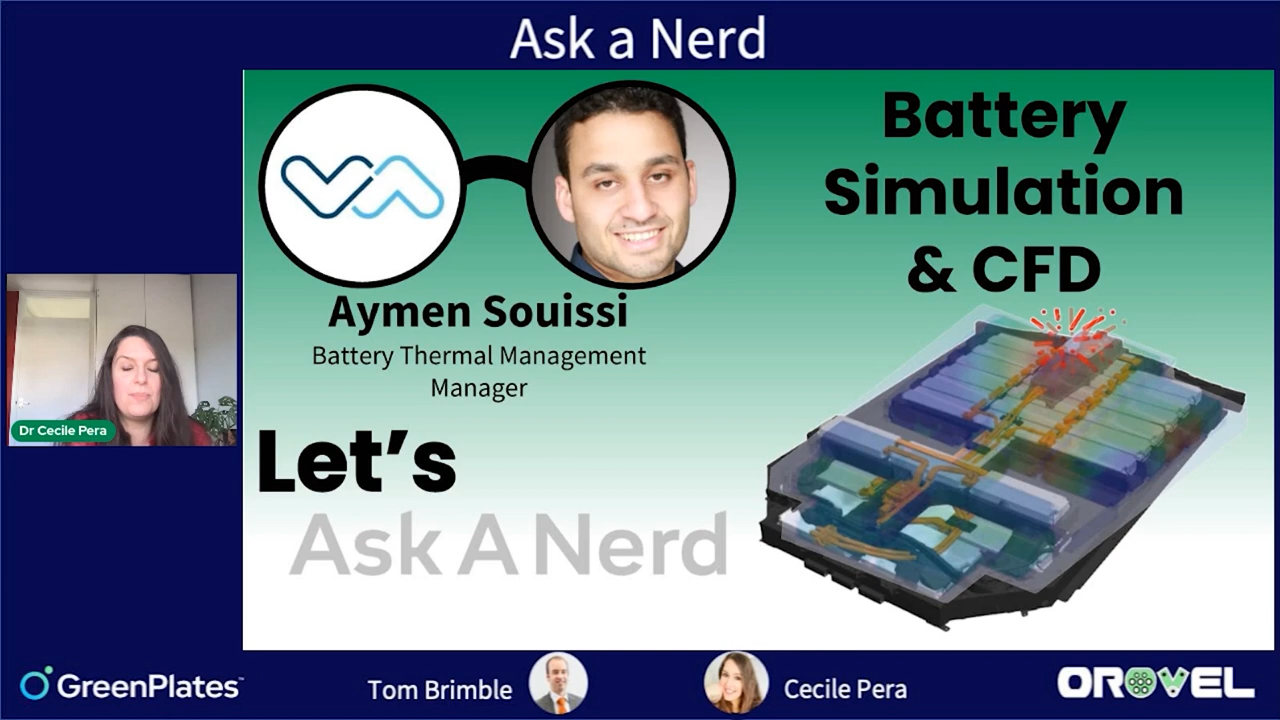 Ask a Nerd
Battery
Simulation
& CFD
Aymen Souissi
Battery Thermal Management
Manager
Let's
Ask A Nerd
Dr Cecile Pera
GreenPlates™
Tom Brimble
Cecile Pera
OROVEL